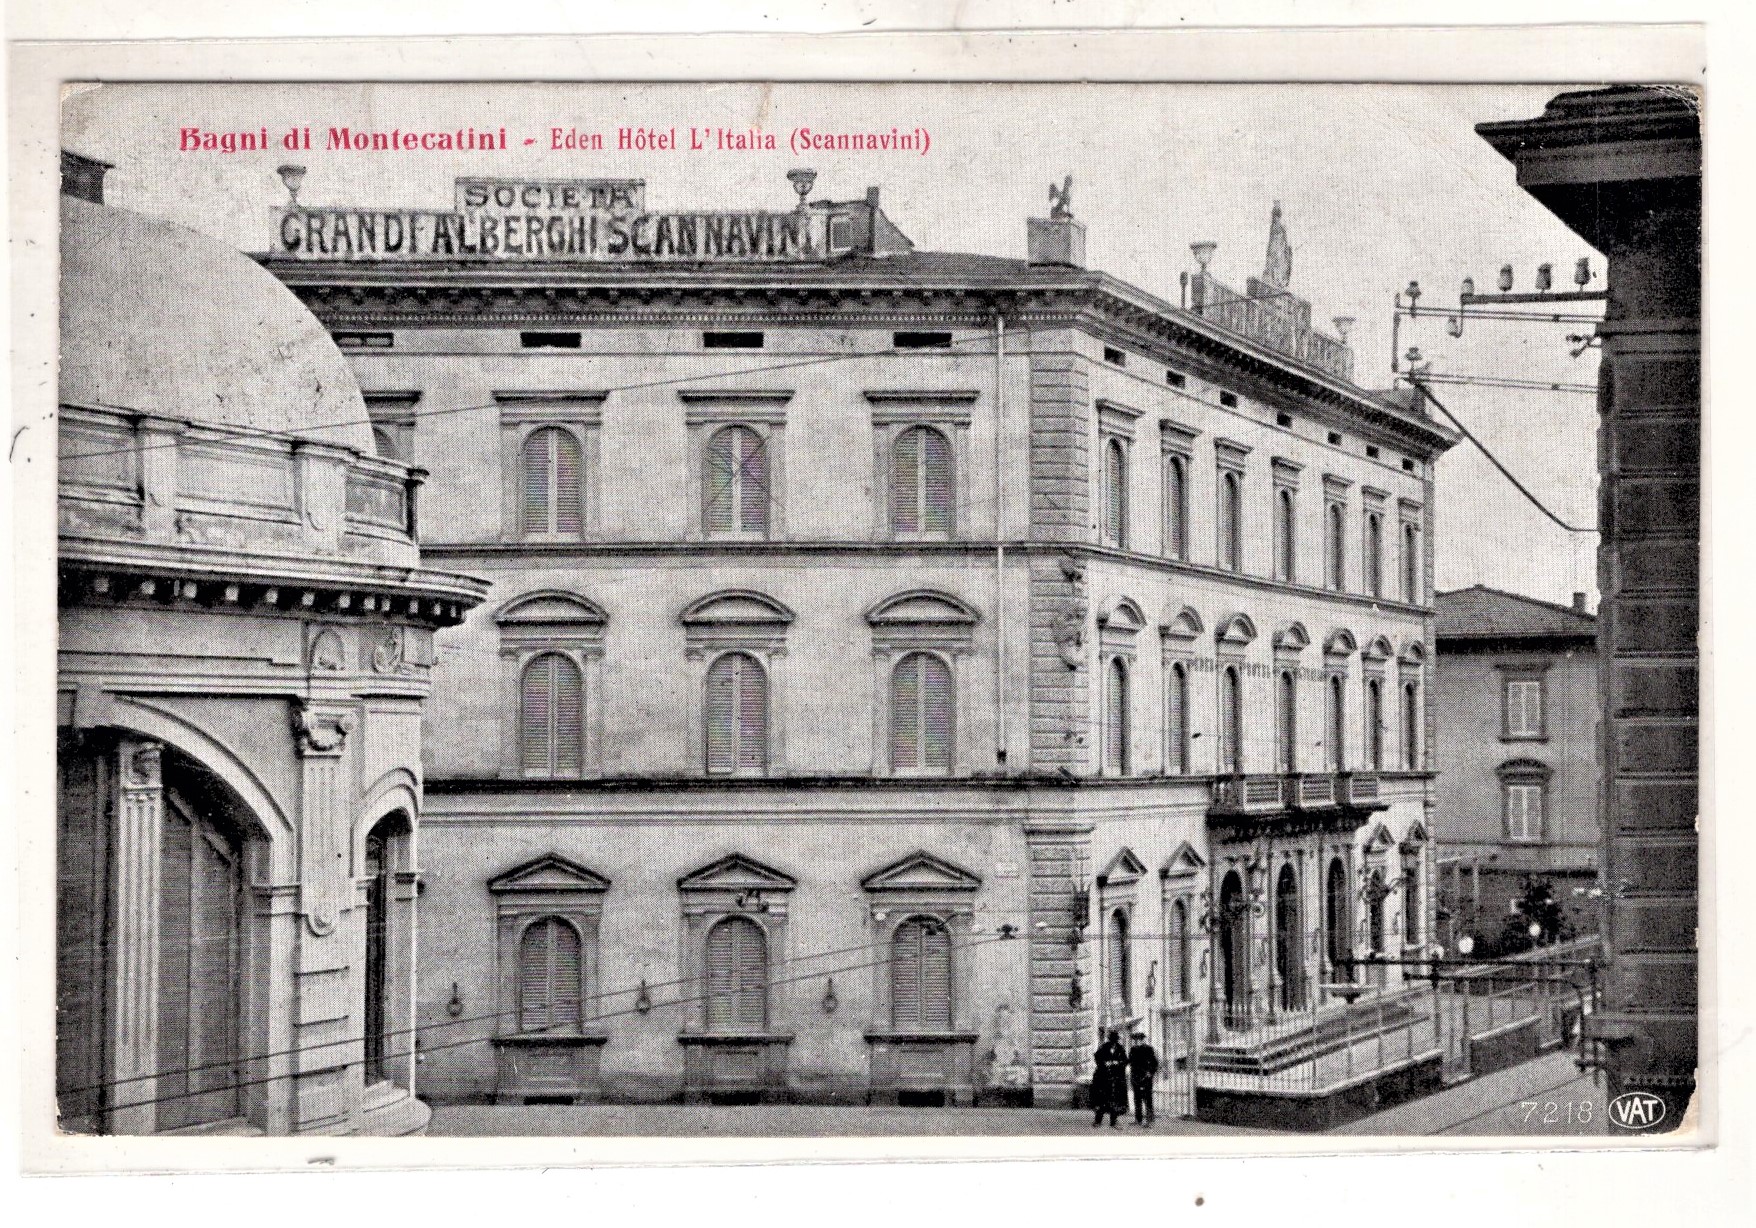 Bagni di Montecatini - Eden Hôtel L'Italia (Scannavini)
SOCIETÀ
GRANDI ALBERGHI SCANNAVINI
7218 VAT